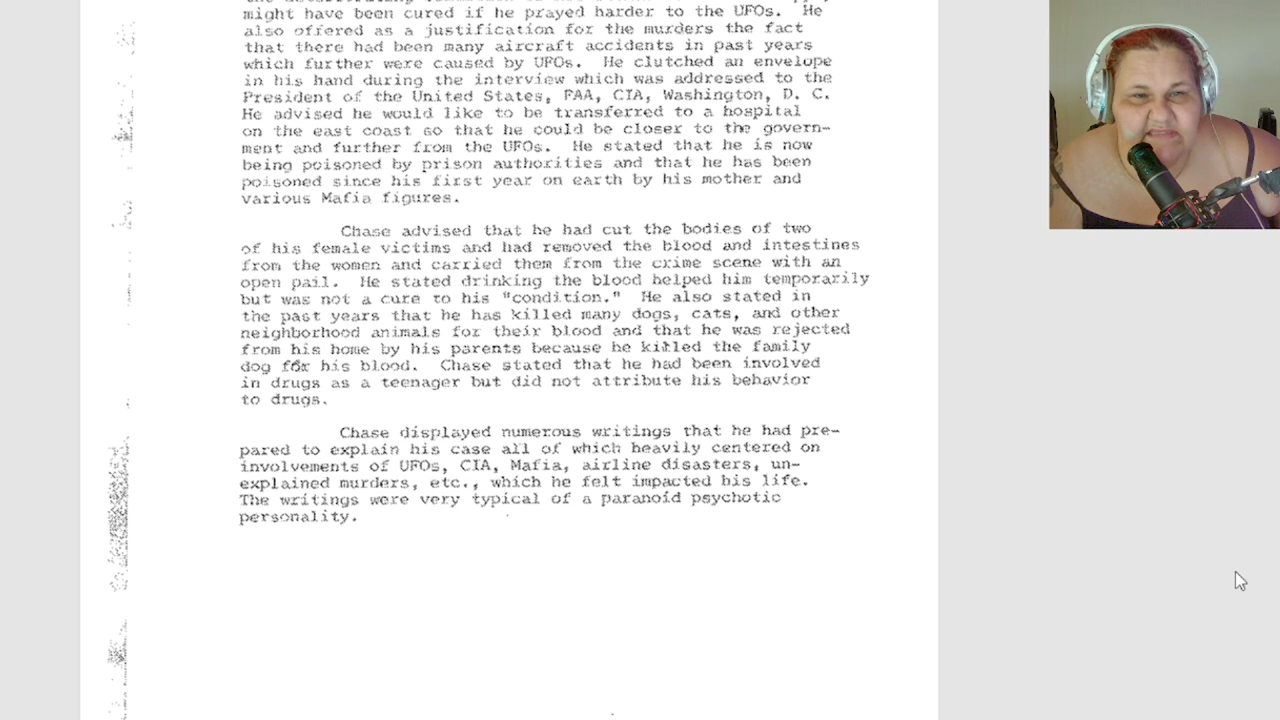 might have been cured if he prayed harder to the UFOs. He
also offered as a justification for the murders the fact
that there had been many aircraft accidents in past years
which further were caused by UFOs. He clutched an envelope
in his hand during the interview which was addressed to the
President of the United States, FAA, CIA, Washington, D. C.
He advised he would like to be transferred to a hospital
on the east coast so that he could be closer to the govern-
ment and further from the UFOs. He stated that he is now
being poisoned by prison authorities and that he has been
poisoned since his first year on earth by his mother and
various Mafia figures.
Chase advised that he had cut the bodies of two
of his female victims and had removed the blood and intestines
from the women and carried them from the crime scene with an
open pail. He stated drinking the blood helped him temporarily
but was not a cure to his "condition." He also stated in
the past years that he has killed many dogs, cats, and other
neighborhood animals for their blood and that he was rejected
from his home by his parents because he killed the family
dog for his blood. Chase stated that he had been involved
in drugs as a teenager but did not attribute his behavior
to drugs.
Chase displayed numerous writings that he had pre-
pared to explain his case all of which heavily centered on
involvements of UFOs, CIA, Mafia, airline disasters, un-
explained murders, etc., which he felt impacted his life.
The writings were very typical of a paranoid psychotic
personality.